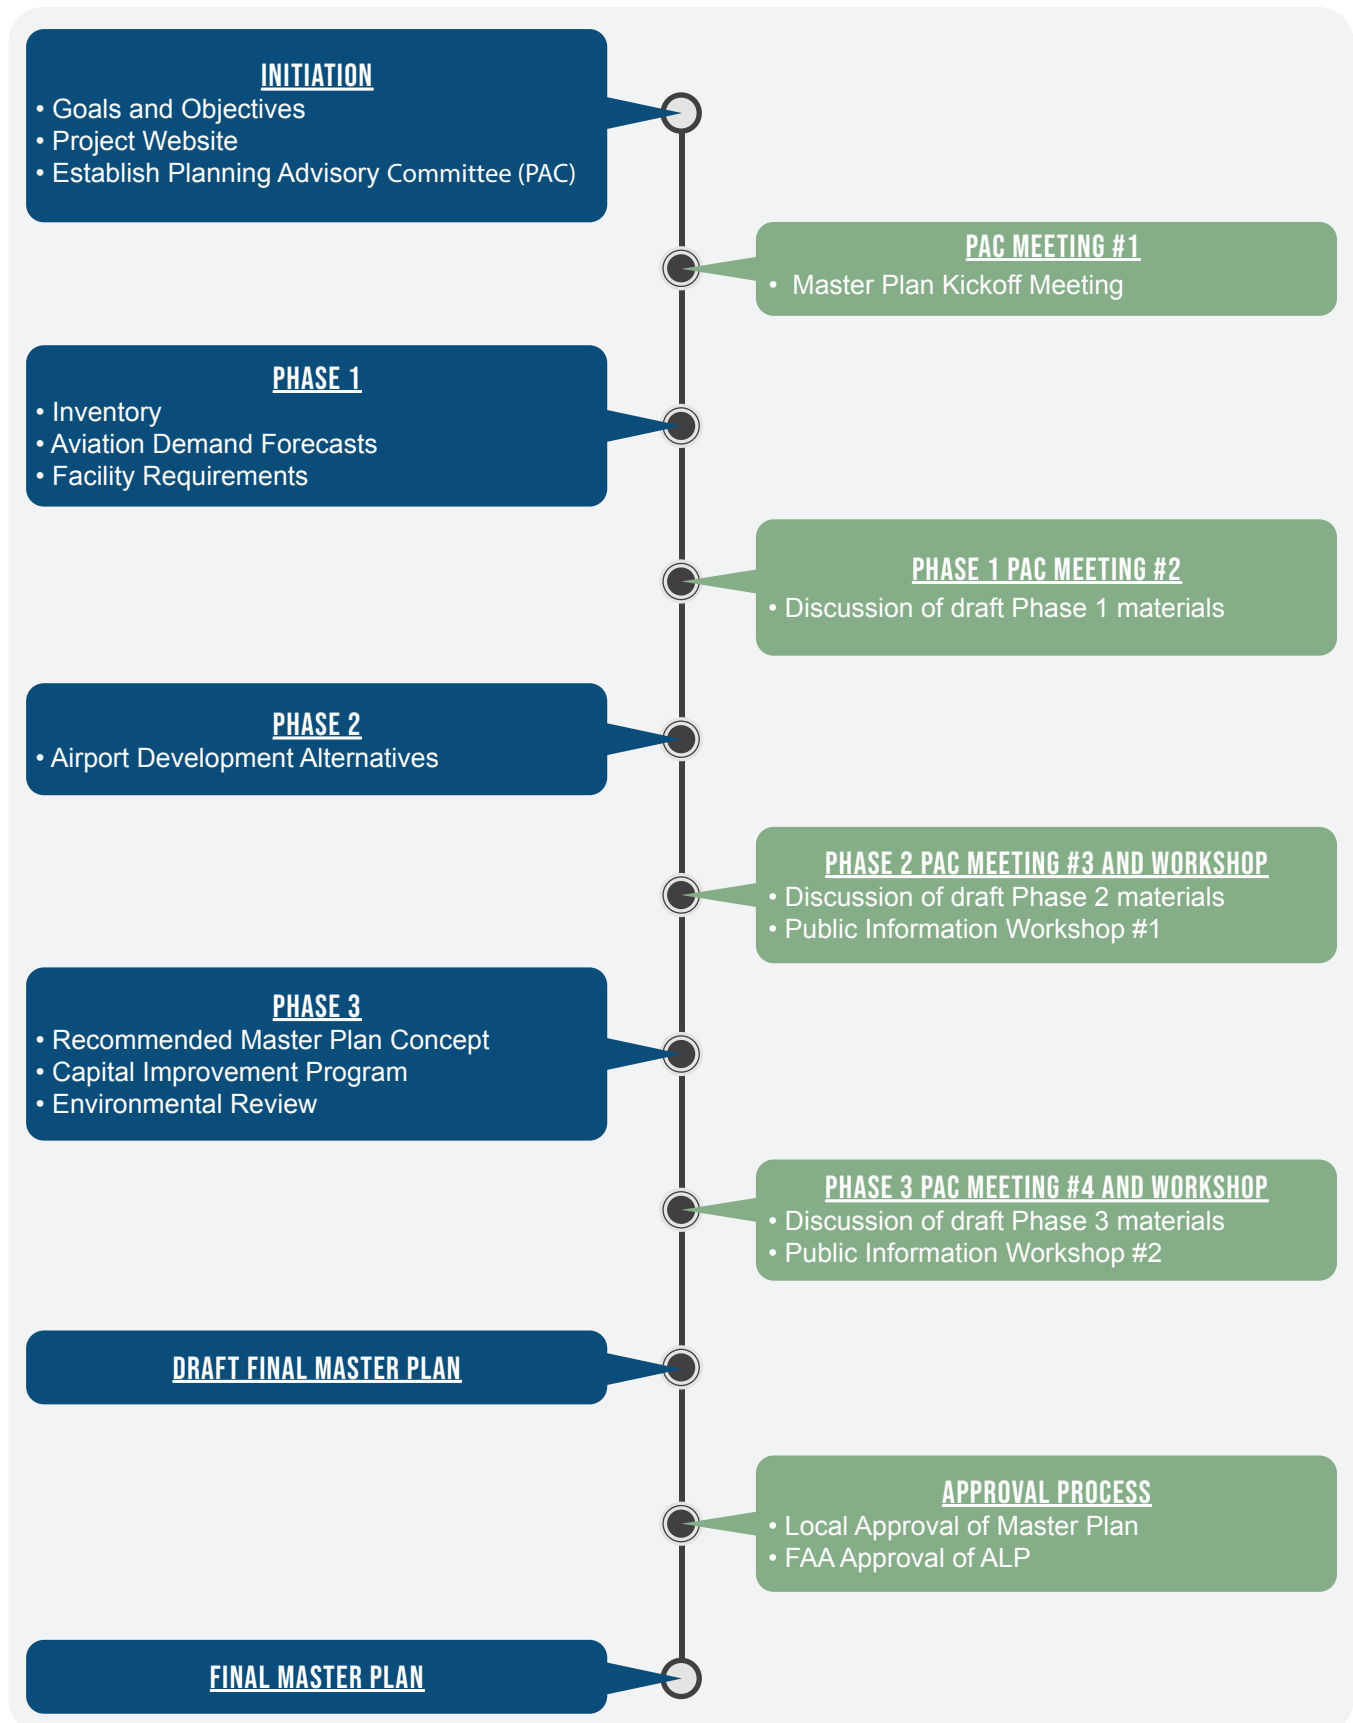 INITIATION
• Goals and Objectives
• Project Website
• Establish Planning Advisory Committee (PAC)
PAC MEETING #1
• Master Plan Kickoff Meeting
PHASE 1
• Inventory
• Aviation Demand Forecasts
• Facility Requirements
PHASE 1 PAC MEETING #2
• Discussion of draft Phase 1 materials
PHASE 2
• Airport Development Alternatives
PHASE 2 PAC MEETING #3 AND WORKSHOP
• Discussion of draft Phase 2 materials
• Public Information Workshop #1
PHASE 3
• Recommended Master Plan Concept
• Capital Improvement Program
• Environmental Review
PHASE 3 PAC MEETING #4 AND WORKSHOP
• Discussion of draft Phase 3 materials
• Public Information Workshop #2
DRAFT FINAL MASTER PLAN
APPROVAL PROCESS
• Local Approval of Master Plan
• FAA Approval of ALP
FINAL MASTER PLAN